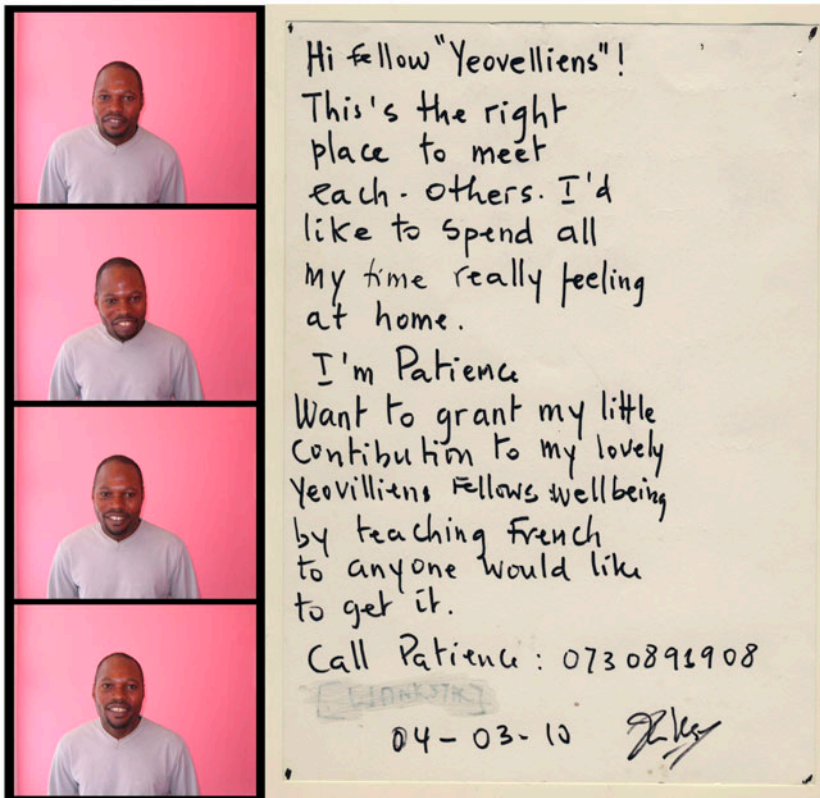 Hi fellow "Yeovelliens"!
This's the right
place to meet
each-others. I'd
like to spend all
my time really feeling
at home.
I'm Patience
Want to grant my little
Contibution to my lovely
Yeovilliens Fellows wellbeing
by teaching French
to anyone would like
to get it.
Call Patience: 0730891908
04-03-10